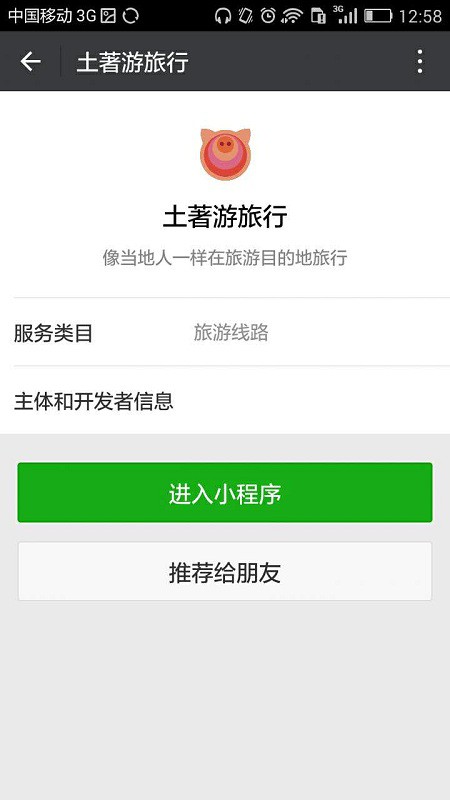 中国移动 3G 3G 12:58
土著游旅行
土著游旅行
像当地人一样在旅游目的地旅行
服务类目 旅游线路
主体和开发者信息
进入小程序
推荐给朋友